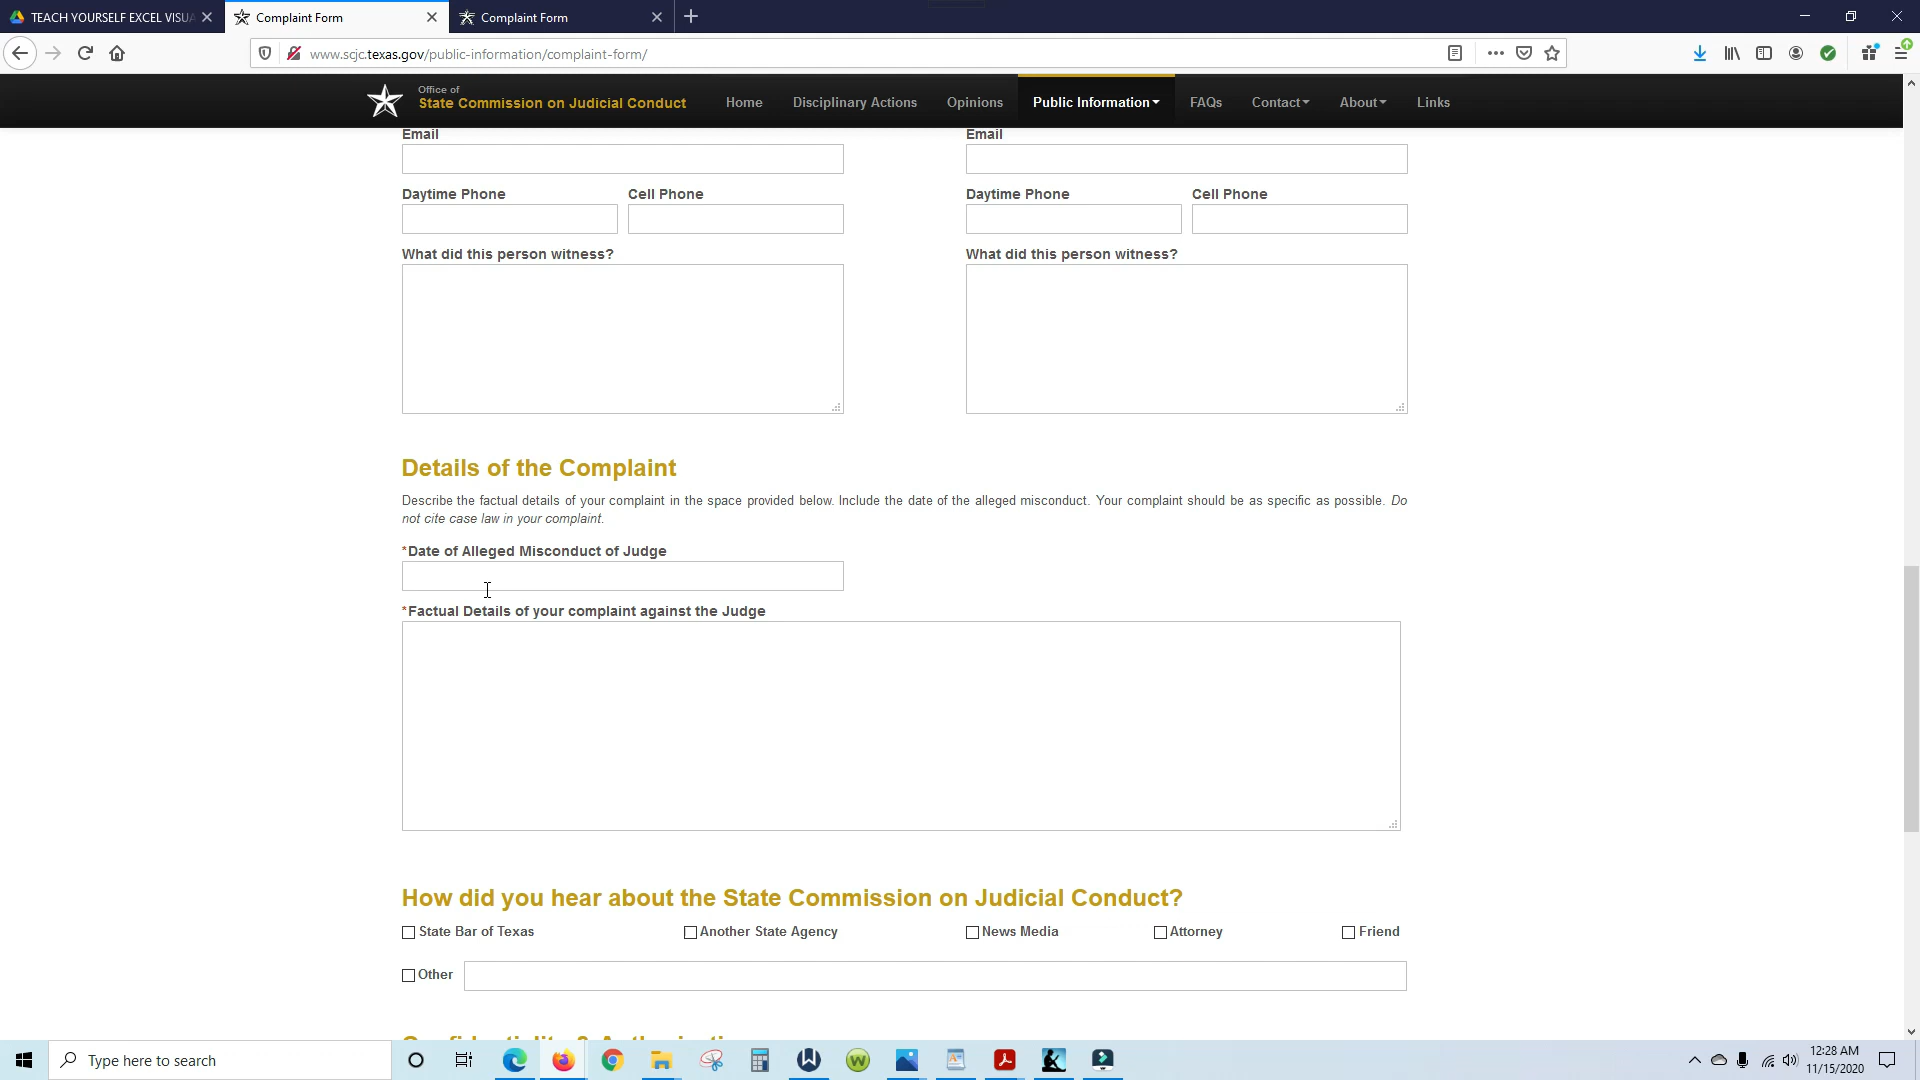 TEACH YOURSELF EXCEL VISUA
Complaint Form
Complaint Form
www.scjc.texas.gov/public-information/complaint-form/
Office of
State Commission on Judicial Conduct
Home
Disciplinary Actions
Opinions
Public Information
FAQs
Contact
About
Links
Email
Email
Daytime Phone
Cell Phone
Daytime Phone
Cell Phone
What did this person witness?
What did this person witness?
Details of the Complaint
Describe the factual details of your complaint in the space provided below. Include the date of the alleged misconduct. Your complaint should be as specific as possible. Do
not cite case law in your complaint.
*Date of Alleged Misconduct of Judge
*Factual Details of your complaint against the Judge
How did you hear about the State Commission on Judicial Conduct?
State Bar of Texas
Another State Agency
News Media
Attorney
Friend
Other
Type here to search
12:28 AM
11/15/2020